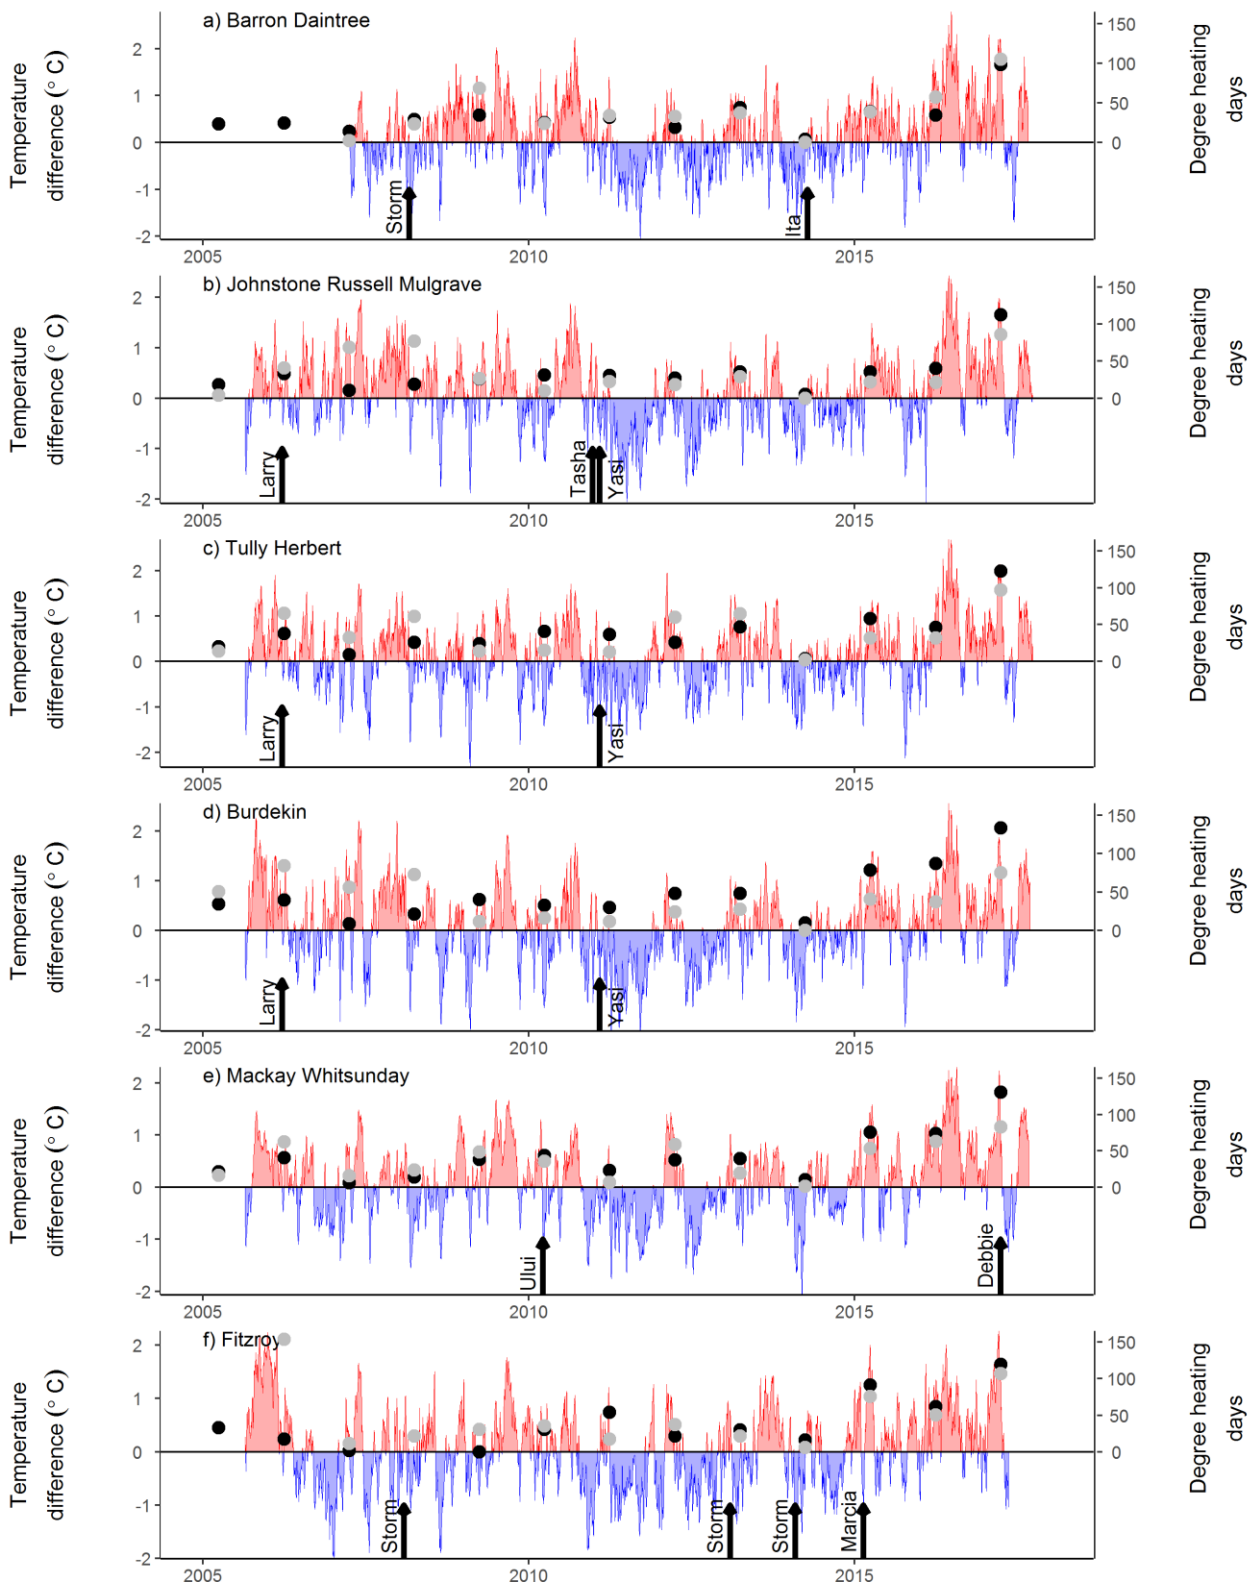 a) Barron Daintree
Temperature
difference (° C)
2
1
0
-1
-2
150
100
50
0
Degree heating
days
Storm
Ita
2005
2010
2015
b) Johnstone Russell Mulgrave
Temperature
difference (° C)
2
1
0
-1
-2
150
100
50
0
Degree heating
days
Larry
Tasha
Yasi
2005
2010
2015
c) Tully Herbert
Temperature
difference (° C)
2
1
0
-1
-2
150
100
50
0
Degree heating
days
Larry
Yasi
2005
2010
2015
d) Burdekin
Temperature
difference (° C)
2
1
0
-1
-2
150
100
50
0
Degree heating
days
Larry
Yasi
2005
2010
2015
e) Mackay Whitsunday
Temperature
difference (° C)
2
1
0
-1
-2
150
100
50
0
Degree heating
days
Ului
Debbie
2005
2010
2015
f) Fitzroy
Temperature
difference (° C)
2
1
0
-1
-2
150
100
50
0
Degree heating
days
Storm
Storm
Storm
Marcia
2005
2010
2015